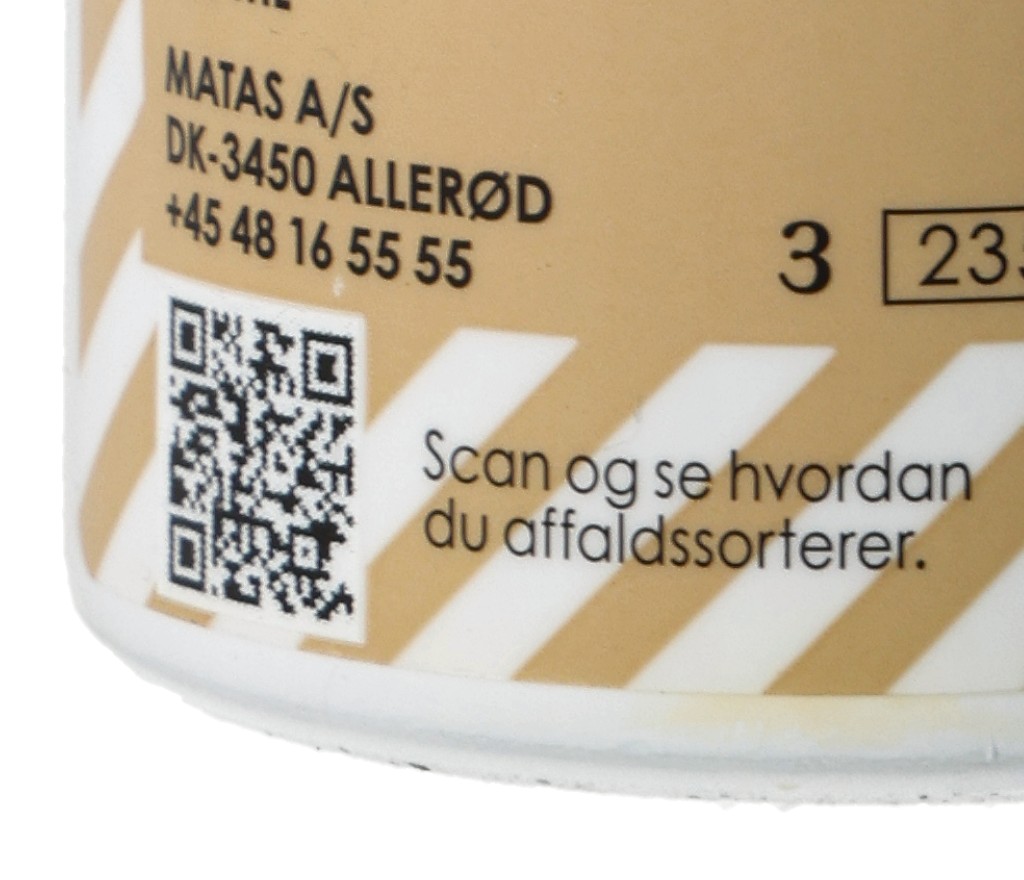 MATAS A/S
DK-3450 ALLERØD
+45 48 16 55 55
3
Scan og se hvordan
du affaldssorterer.